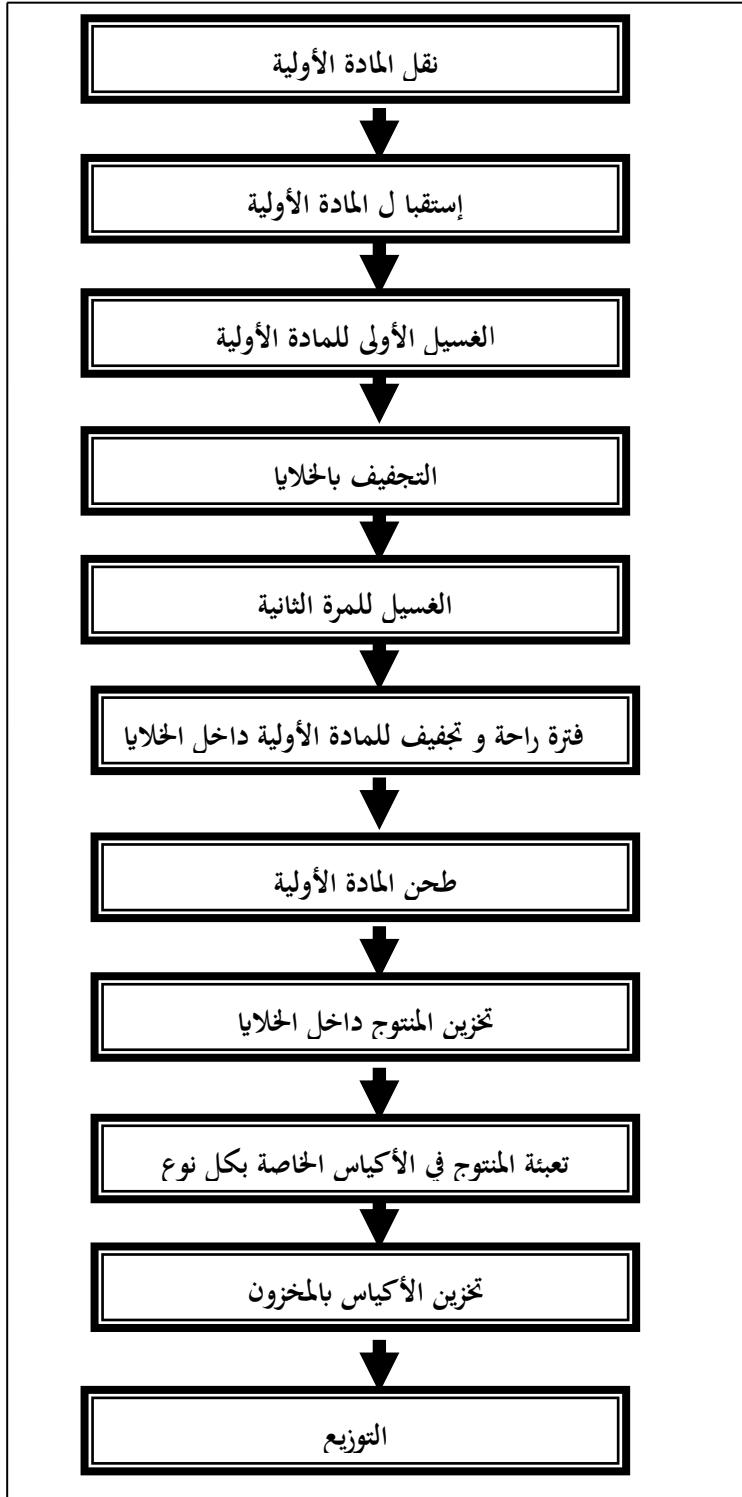 نقل المادة الأولية
إستقبا ل المادة الأولية
الغسيل الأولى للمادة الأولية
التجفيف بالخلايا
الغسيل للمرة الثانية
فترة راحة و تجفيف للمادة الأولية داخل الخلايا
طحن المادة الأولية
تخزين المنتوج داخل الخلايا
تعبئة المنتوج في الأكياس الخاصة بكل نوع
تخزين الأكياس بالمخزون
التوزيع